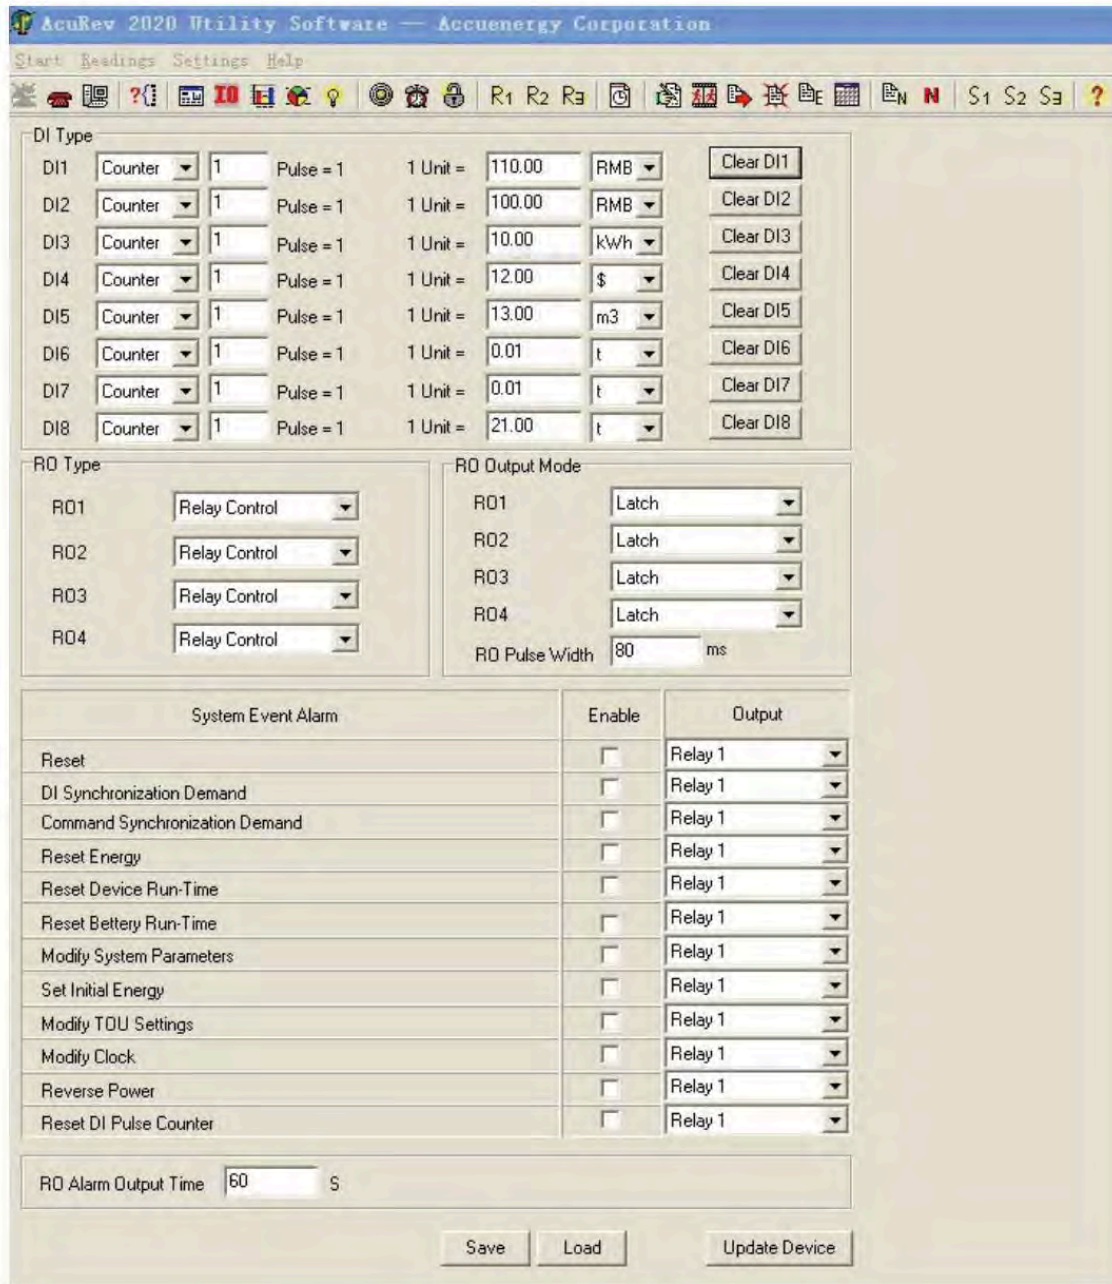 AcuRev 2020 Utility Software — Accuenergy Corporation
Start Readings Settings Help
?{} IO R1 R2 R3 E N N S1 S2 S3 ?
DI Type
DI1 Counter 1 Pulse = 1 1 Unit = 110.00 RMB Clear DI1
DI2 Counter 1 Pulse = 1 1 Unit = 100.00 RMB Clear DI2
DI3 Counter 1 Pulse = 1 1 Unit = 10.00 kWh Clear DI3
DI4 Counter 1 Pulse = 1 1 Unit = 12.00 $ Clear DI4
DI5 Counter 1 Pulse = 1 1 Unit = 13.00 m3 Clear DI5
DI6 Counter 1 Pulse = 1 1 Unit = 0.01 t Clear DI6
DI7 Counter 1 Pulse = 1 1 Unit = 0.01 t Clear DI7
DI8 Counter 1 Pulse = 1 1 Unit = 21.00 t Clear DI8
RO Type
RO1 Relay Control
RO2 Relay Control
RO3 Relay Control
RO4 Relay Control
RO Output Mode
RO1 Latch
RO2 Latch
RO3 Latch
RO4 Latch
RO Pulse Width 80 ms
System Event Alarm Enable Output
Reset Relay 1
DI Synchronization Demand Relay 1
Command Synchronization Demand Relay 1
Reset Energy Relay 1
Reset Device Run-Time Relay 1
Reset Bettery Run-Time Relay 1
Modify System Parameters Relay 1
Set Initial Energy Relay 1
Modify TOU Settings Relay 1
Modify Clock Relay 1
Reverse Power Relay 1
Reset DI Pulse Counter Relay 1
RO Alarm Output Time 60 S
Save Load Update Device